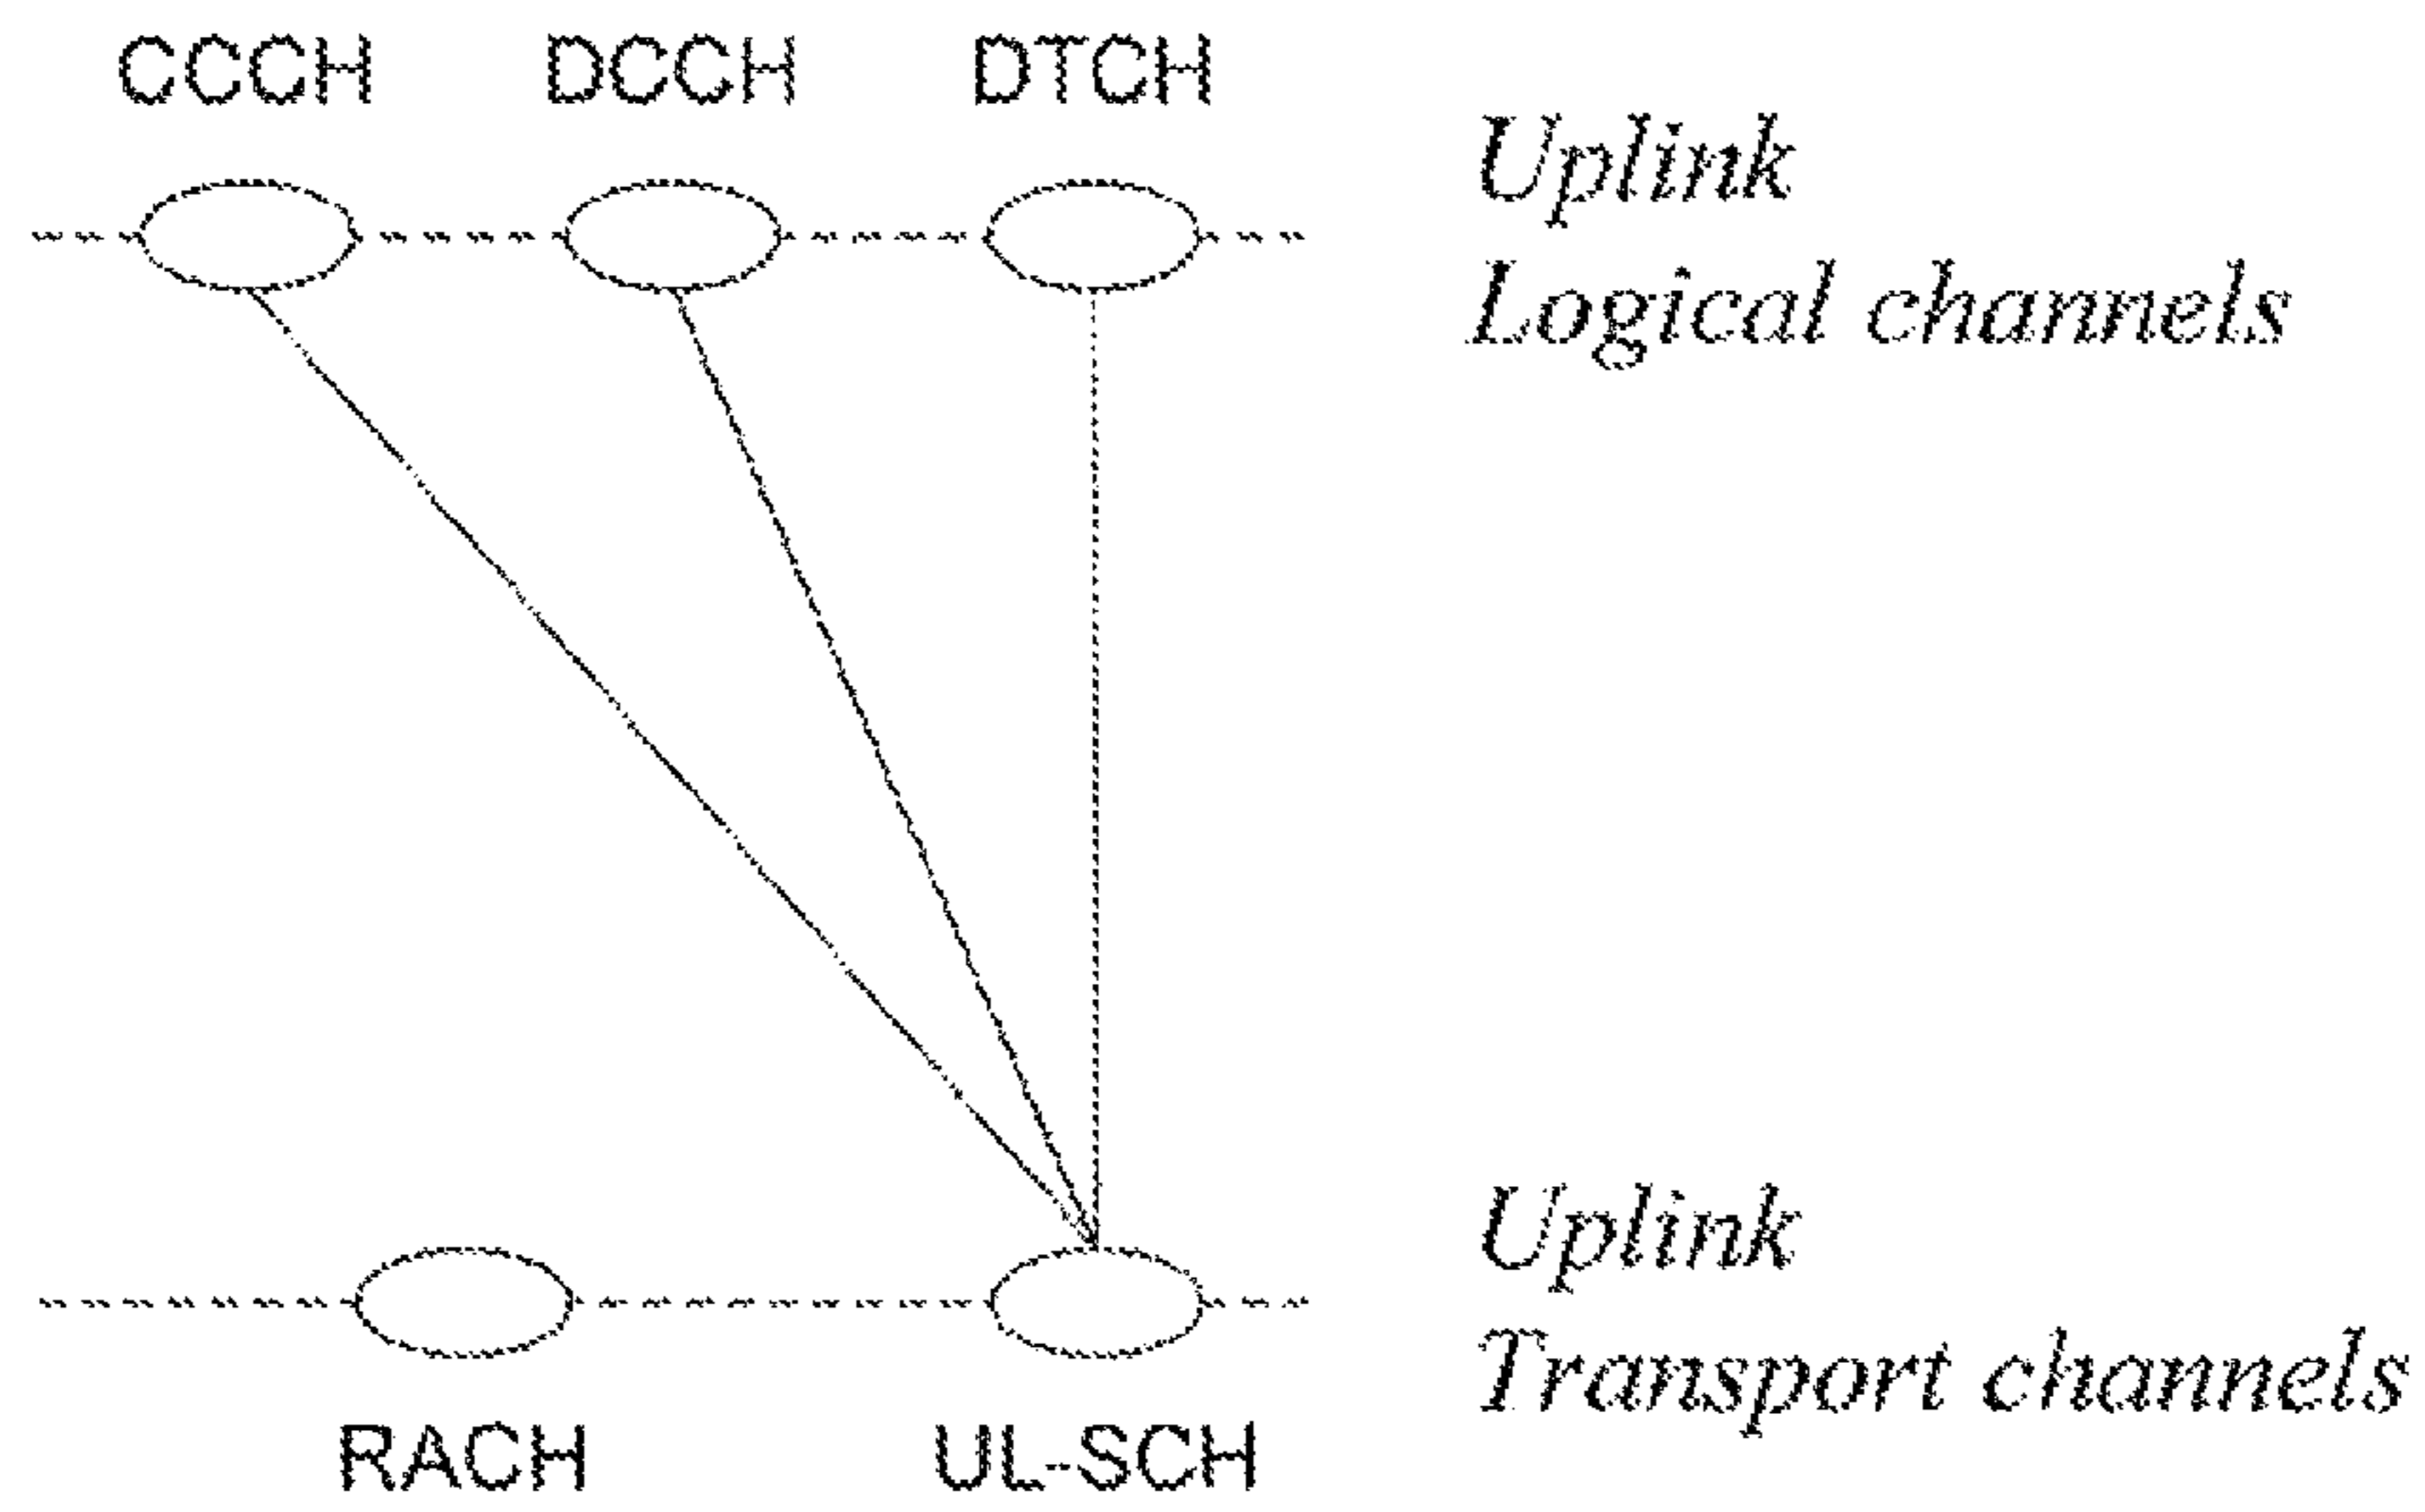 CCCH DCCH DTCH
Uplink
Logical channels
Uplink
Transport channels
RACH UL-SCH